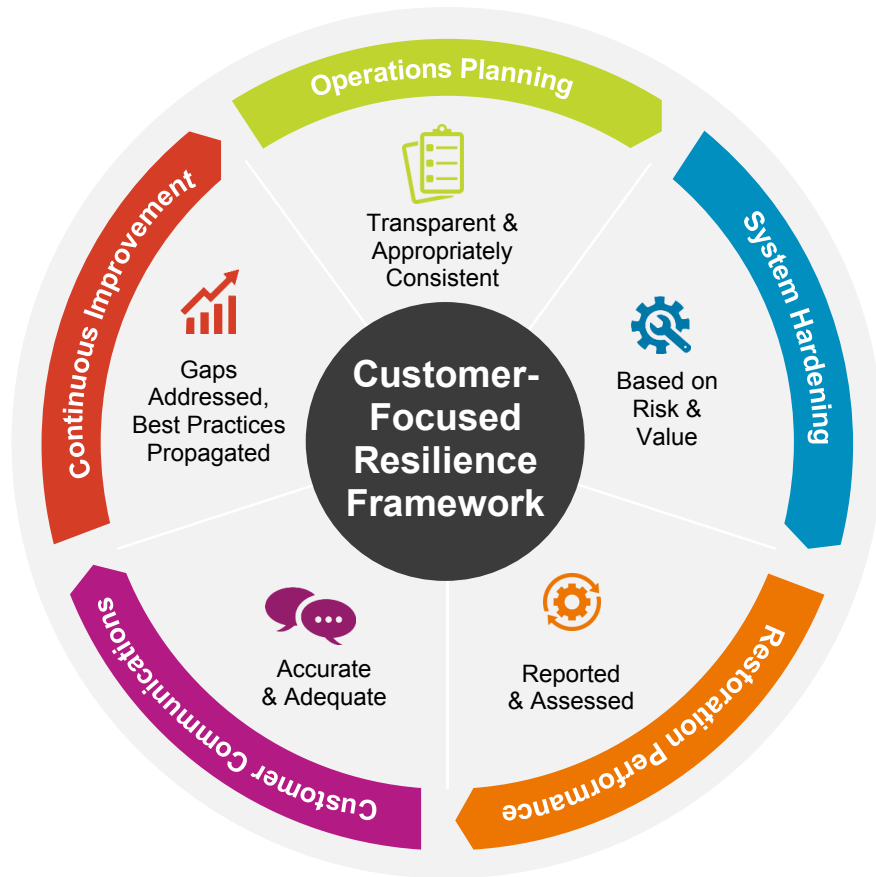 Operations Planning
Transparent &
Appropriately
Consistent
System Hardening
Based on
Risk &
Value
Restoration Performance
Reported
& Assessed
Customer Communications
Accurate
& Adequate
Continuous Improvement
Gaps
Addressed,
Best Practices
Propagated
Customer-
Focused
Resilience
Framework